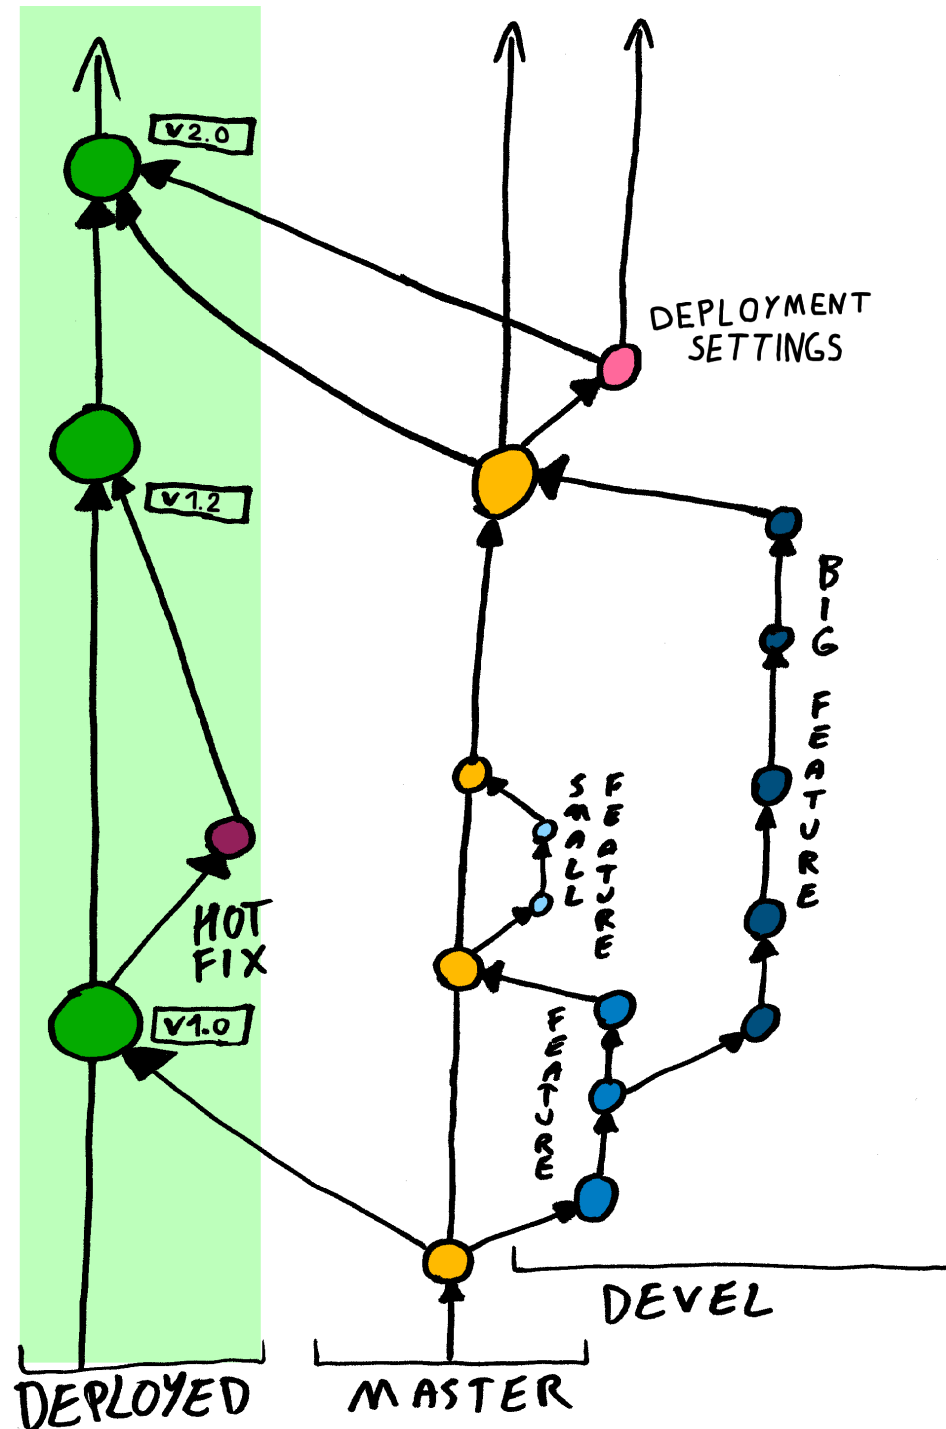 V2.0
DEPLOYMENT
SETTINGS
V1.2
BIG FEATURE
SMALL
FEATURE
HOT
FIX
V1.0
FEATURE
DEVEL
DEPLOYED
MASTER